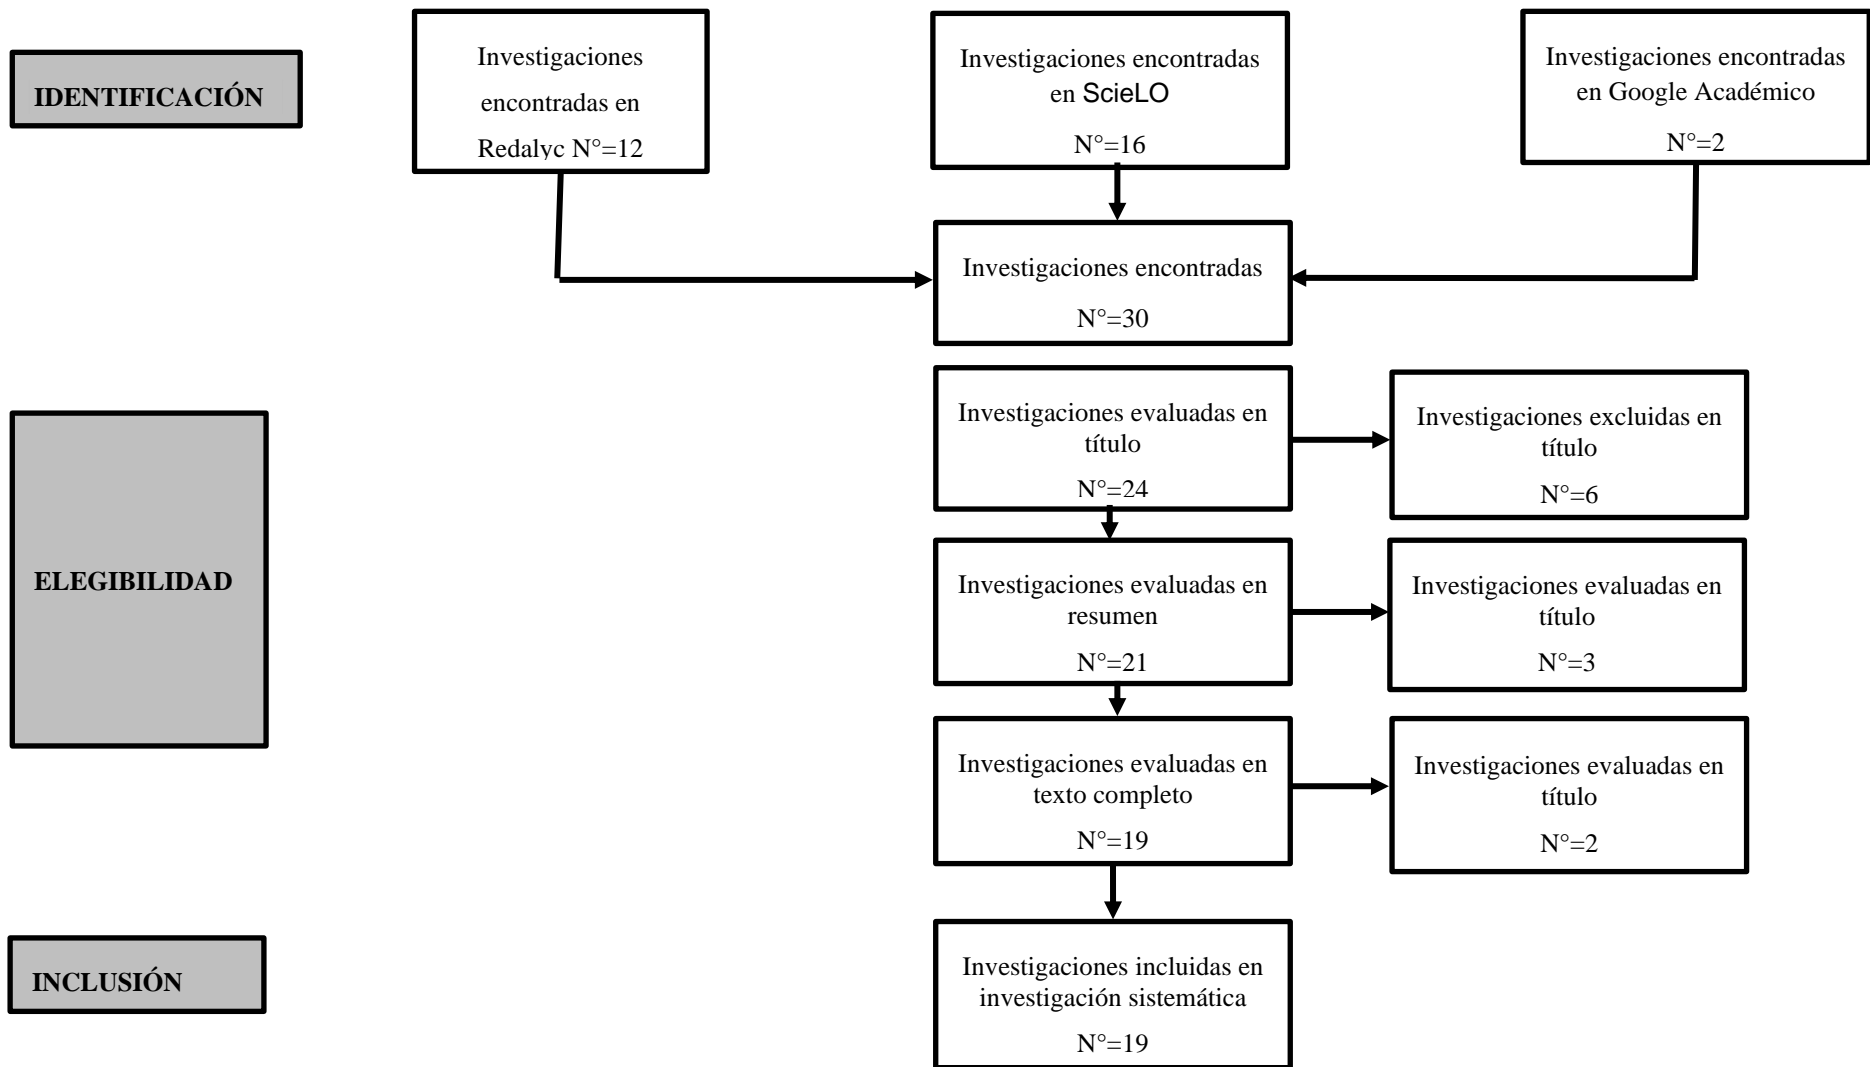 IDENTIFICACIÓN
Investigaciones
encontradas en
Redalyc N°=12
Investigaciones encontradas
en ScieLO
N°=16
Investigaciones encontradas
en Google Académico
N°=2
Investigaciones encontradas
N°=30
ELEGIBILIDAD
Investigaciones evaluadas en
título
N°=24
Investigaciones excluidas en
título
N°=6
Investigaciones evaluadas en
resumen
N°=21
Investigaciones evaluadas en
título
N°=3
Investigaciones evaluadas en
texto completo
N°=19
Investigaciones evaluadas en
título
N°=2
INCLUSIÓN
Investigaciones incluidas en
investigación sistemática
N°=19